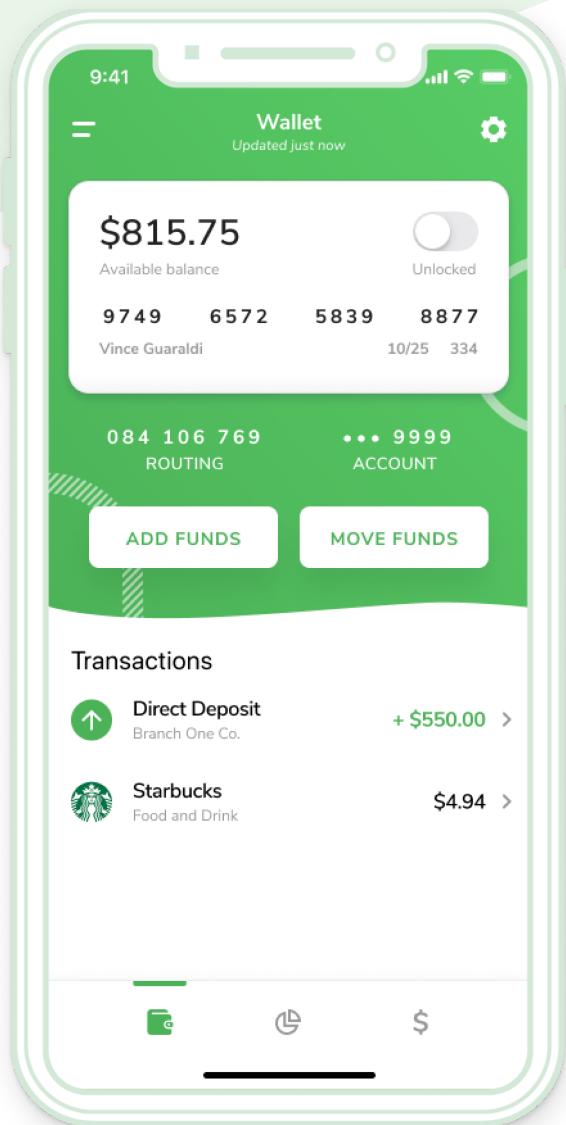 9:41
Wallet
Updated just now
$815.75
Available balance
Unlocked
9749 6572 5839 8877
Vince Guaraldi 10/25 334
084 106 769 ••• 9999
ROUTING ACCOUNT
ADD FUNDS MOVE FUNDS
Transactions
Direct Deposit + $550.00
Branch One Co.
Starbucks $4.94
Food and Drink
$